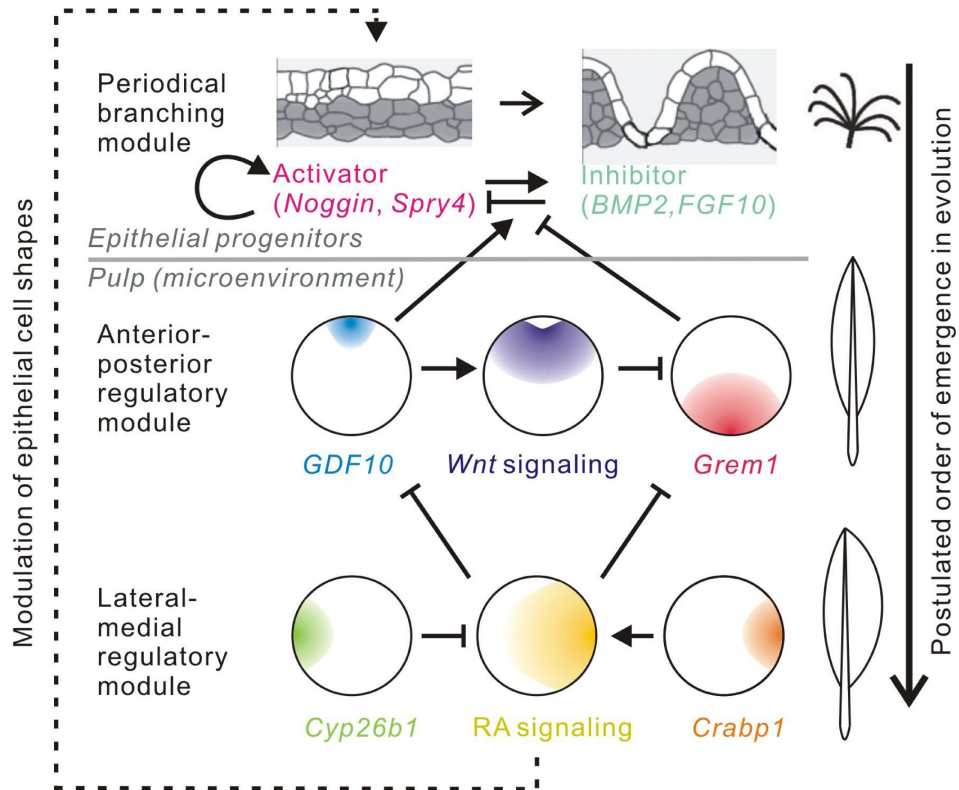 Modulation of epithelial cell shapes
Periodical
branching
module
Activator
(Noggin, Spry4)
Inhibitor
(BMP2,FGF10)
Epithelial progenitors
Pulp (microenvironment)
Anterior-
posterior
regulatory
module
GDF10
Wnt signaling
Grem1
Lateral-
medial
regulatory
module
Cyp26b1
RA signaling
Crabp1
Postulated order of emergence in evolution